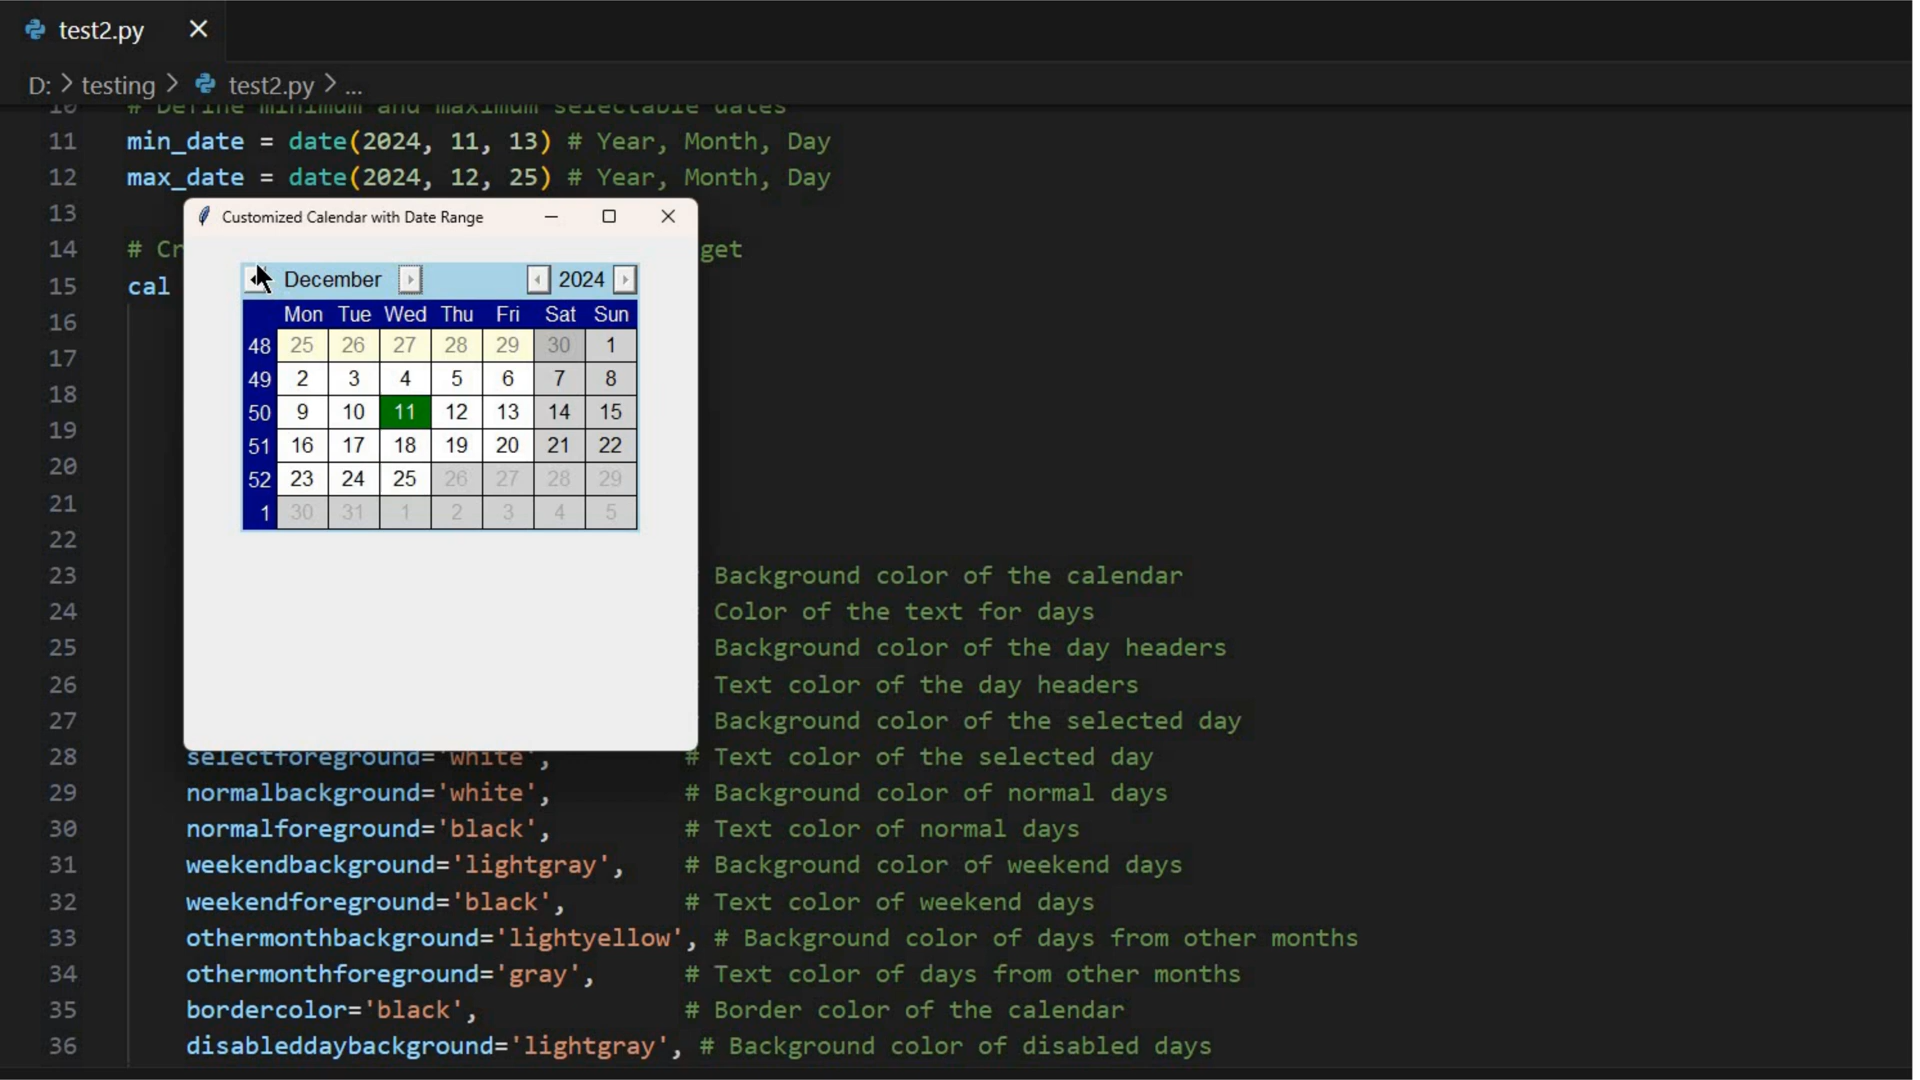 test2.py
D: > testing > test2.py > ...
10 # Define minimum and maximum selectable dates
11 min_date = date(2024, 11, 13) # Year, Month, Day
12 max_date = date(2024, 12, 25) # Year, Month, Day
13
14 # Cr get
15 cal
16
17
18
19
20
21
22
23 Background color of the calendar
24 Color of the text for days
25 Background color of the day headers
26 Text color of the day headers
27 Background color of the selected day
28 selectforeground='white', # Text color of the selected day
29 normalbackground='white', # Background color of normal days
30 normalforeground='black', # Text color of normal days
31 weekendbackground='lightgray', # Background color of weekend days
32 weekendforeground='black', # Text color of weekend days
33 othermonthbackground='lightyellow', # Background color of days from other months
34 othermonthforeground='gray', # Text color of days from other months
35 bordercolor='black', # Border color of the calendar
36 disableddaybackground='lightgray', # Background color of disabled days
Customized Calendar with Date Range
December 2024
Mon Tue Wed Thu Fri Sat Sun
48 25 26 27 28 29 30 1
49 2 3 4 5 6 7 8
50 9 10 11 12 13 14 15
51 16 17 18 19 20 21 22
52 23 24 25 26 27 28 29
1 30 31 1 2 3 4 5